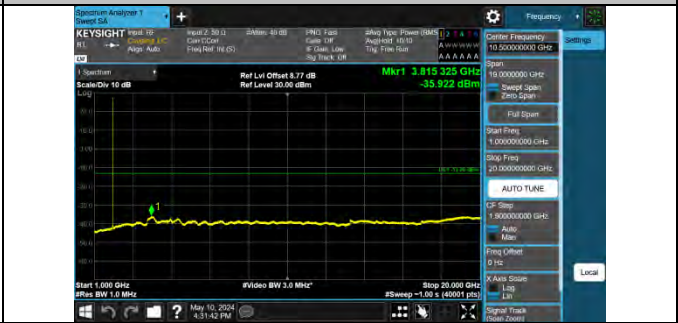 Spectrum Analyzer 1
Swept SA
+
Frequency
KEYSIGHT Input: RF
Coupling: DC
Align: Auto
Input Z: 50 Ω
Corr CCorr
Freq Ref: Int (S)
#Atten: 40 dB
PNO: Fast
Gate: Off
IF Gain: Low
Sig Track: Off
#Avg Type: Power (RMS
Avg|Hold: 10/10
Trig: Free Run
A W W W W W
A A A A A A
LW
1 Spectrum
Scale/Div 10 dB
Log
Ref Lvl Offset 8.77 dB
Ref Level 30.00 dBm
Mkr1 3.815 325 GHz
-35.922 dBm
1
Start 1.000 GHz
#Res BW 1.0 MHz
#Video BW 3.0 MHz*
Stop 20.000 GHz
#Sweep ~1.00 s (40001 pts)
May 10, 2024
4:31:42 PM
Center Frequency
10.500000000 GHz
Settings
Span
19.0000000 GHz
Swept Span
Zero Span
Full Span
Start Freq
1.000000000 GHz
Stop Freq
20.000000000 GHz
AUTO TUNE
CF Step
1.900000000 GHz
Auto
Man
Freq Offset
0 Hz
X Axis Scale
Log
Lin
Signal Track
(Span Zoom)
Local